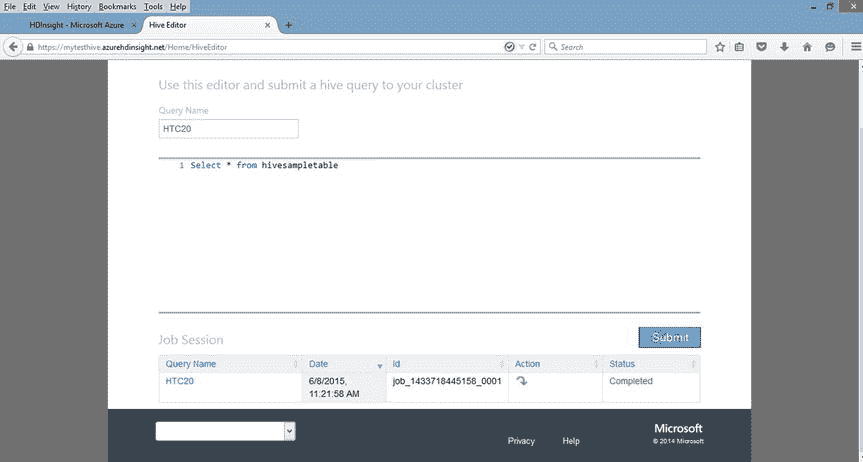 File Edit View History Bookmarks Tools Help
HDInsight - Microsoft Azure
Hive Editor
https://mytesthive.azurehdinsight.net/Home/HiveEditor
Search
Use this editor and submit a hive query to your cluster
Query Name
HTC20
1 Select * from hivesampletable
Submit
Job Session
Query Name Date Id Action Status
HTC20 6/8/2015, job_1433718445158_0001 Completed
11:21:58 AM
Microsoft
Privacy Help © 2014 Microsoft